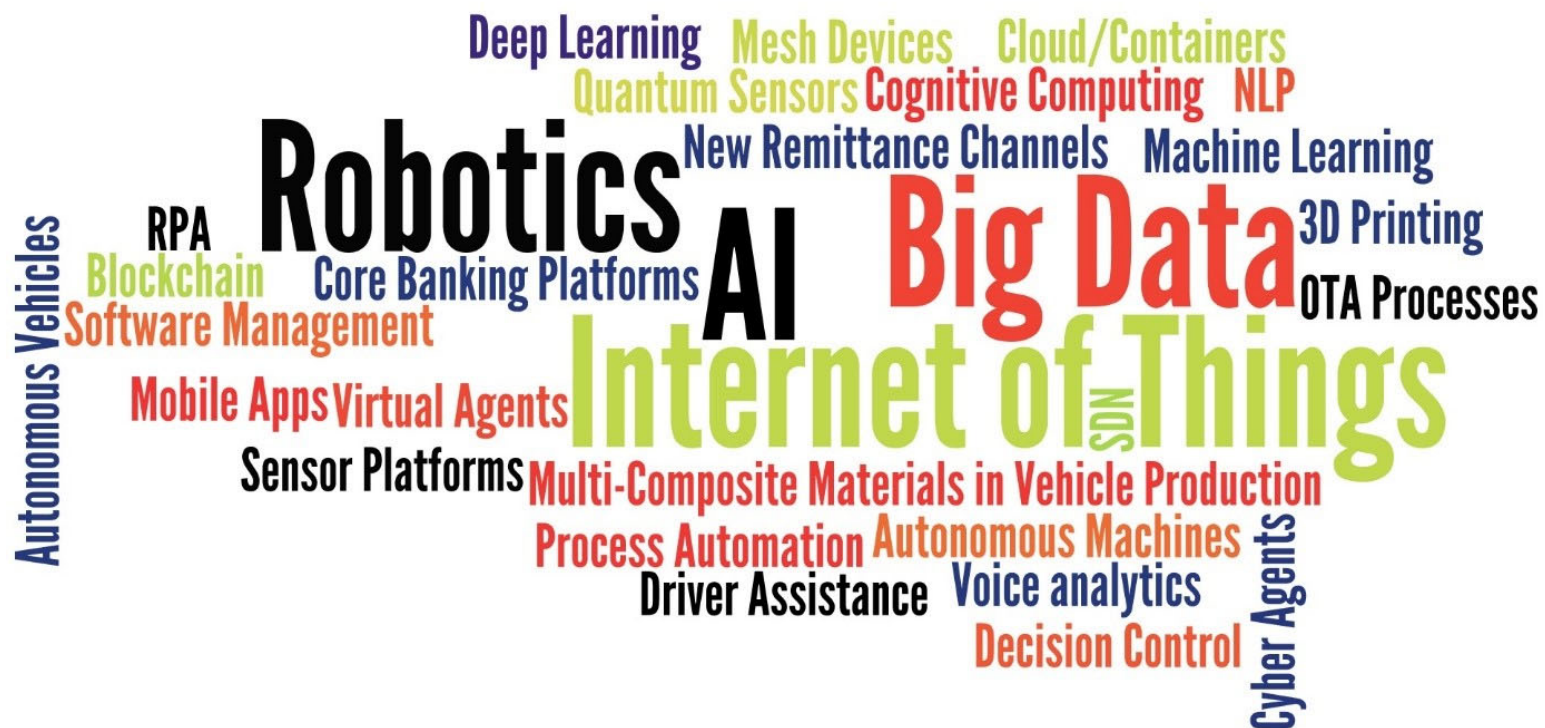 Deep Learning
Mesh Devices
Cloud/Containers
Quantum Sensors
Cognitive Computing
NLP
Robotics
New Remittance Channels
Machine Learning
Big Data
AI
3D Printing
RPA
Autonomous Vehicles
Blockchain
Core Banking Platforms
OTA Processes
Software Management
Internet of Things
SDN
Mobile Apps
Virtual Agents
Sensor Platforms
Multi-Composite Materials in Vehicle Production
Process Automation
Autonomous Machines
Cyber Agents
Driver Assistance
Voice analytics
Decision Control